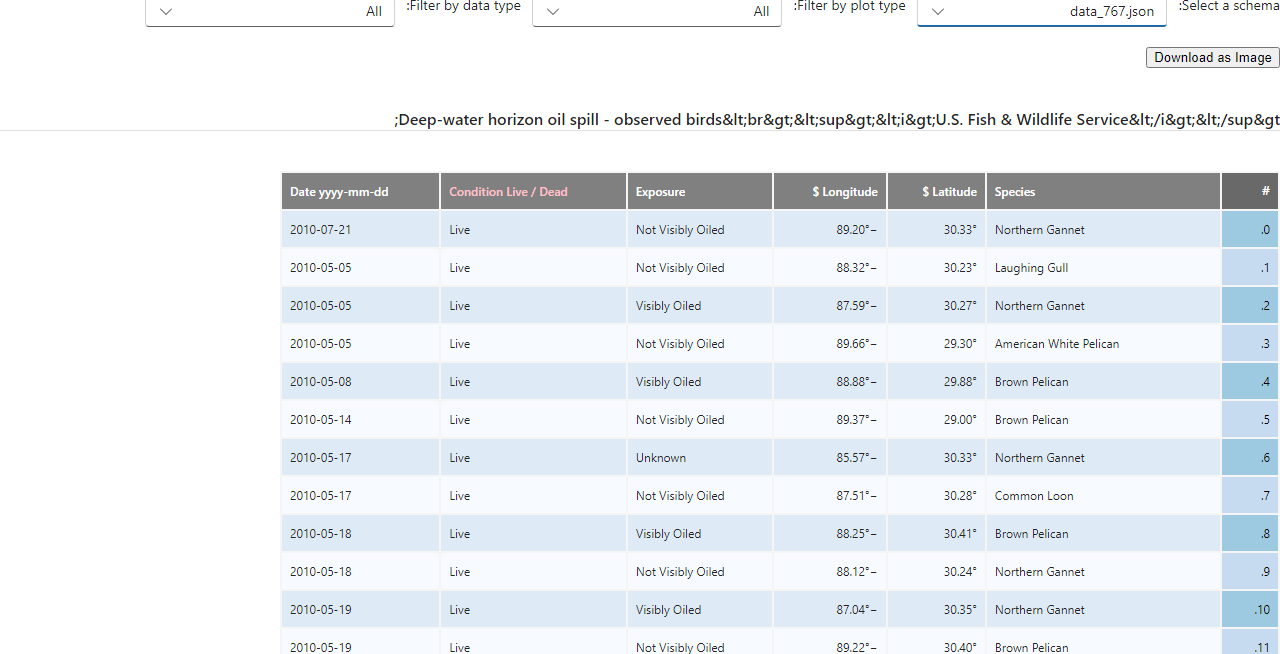 All :Filter by data type All :Filter by plot type data_767.json :Select a schema
Download as Image
;Deep-water horizon oil spill - observed birds&lt;br&gt;&lt;sup&gt;&lt;i&gt;U.S. Fish & Wildlife Service&lt;/i&gt;&lt;/sup&gt
Date yyyy-mm-dd Condition Live / Dead Exposure $ Longitude $ Latitude Species #
2010-07-21 Live Not Visibly Oiled 89.20°− 30.33° Northern Gannet .0
2010-05-05 Live Not Visibly Oiled 88.32°− 30.23° Laughing Gull .1
2010-05-05 Live Visibly Oiled 87.59°− 30.27° Northern Gannet .2
2010-05-05 Live Not Visibly Oiled 89.66°− 29.30° American White Pelican .3
2010-05-08 Live Visibly Oiled 88.88°− 29.88° Brown Pelican .4
2010-05-14 Live Not Visibly Oiled 89.37°− 29.00° Brown Pelican .5
2010-05-17 Live Unknown 85.57°− 30.33° Northern Gannet .6
2010-05-17 Live Not Visibly Oiled 87.51°− 30.28° Common Loon .7
2010-05-18 Live Visibly Oiled 88.25°− 30.41° Brown Pelican .8
2010-05-18 Live Not Visibly Oiled 88.12°− 30.24° Northern Gannet .9
2010-05-19 Live Visibly Oiled 87.04°− 30.35° Northern Gannet .10
2010-05-19 Live Not Visibly Oiled 89.22°− 30.40° Brown Pelican .11